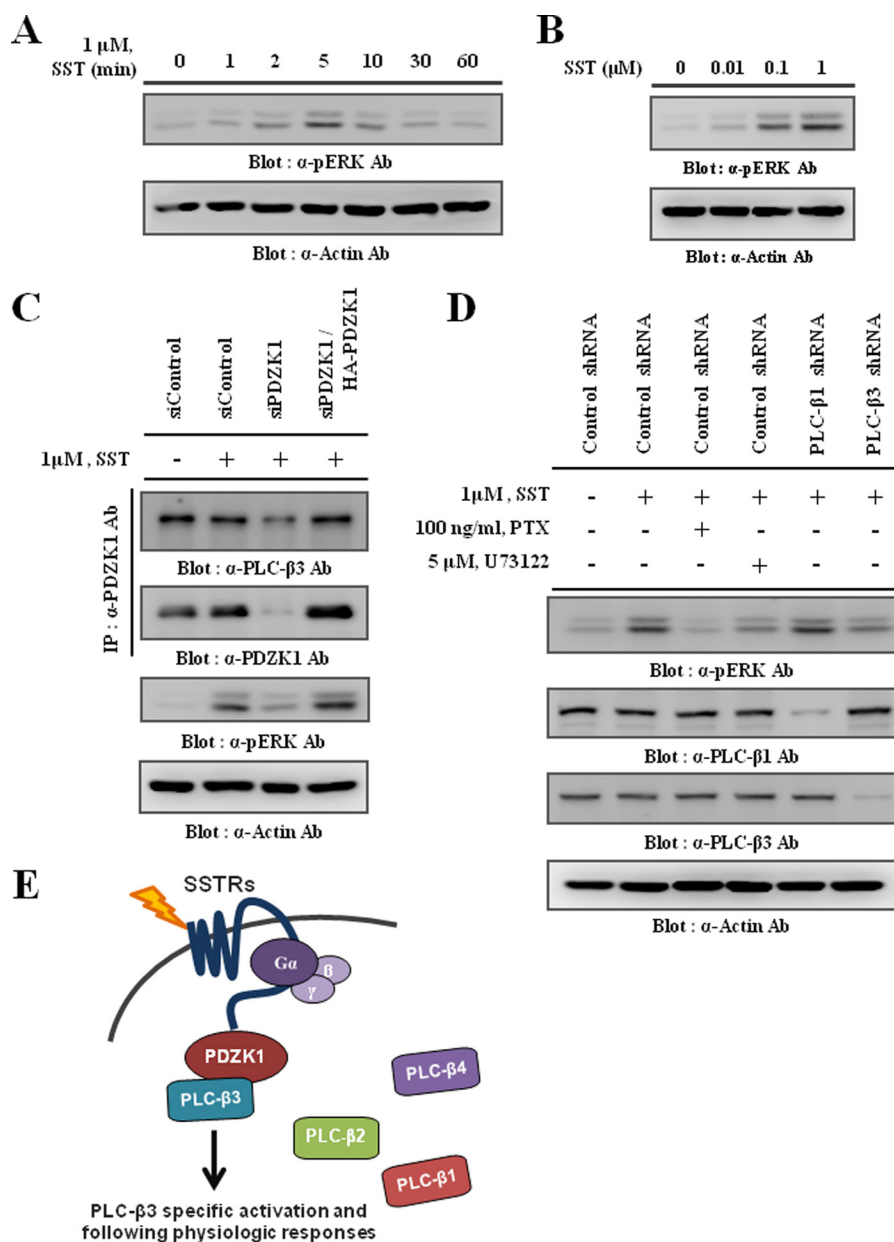 A
1 μM,
SST (min) 0 1 2 5 10 30 60
Blot : α-pERK Ab
Blot : α-Actin Ab
B
SST (μM) 0 0.01 0.1 1
Blot : α-pERK Ab
Blot : α-Actin Ab
C
siControl
siControl
siPDZK1
siPDZK1 /
HA-PDZK1
1μM , SST - + + +
IP : α-PDZK1 Ab
Blot : α-PLC-β3 Ab
Blot : α-PDZK1 Ab
Blot : α-pERK Ab
Blot : α-Actin Ab
D
Control shRNA
Control shRNA
Control shRNA
Control shRNA
PLC-β1 shRNA
PLC-β3 shRNA
1μM , SST - + + + + +
100 ng/ml, PTX - - + - - -
5 μM, U73122 - - - + - -
Blot : α-pERK Ab
Blot : α-PLC-β1 Ab
Blot : α-PLC-β3 Ab
Blot : α-Actin Ab
E
SSTRs
Gα
β
γ
PDZK1
PLC-β3
PLC-β4
PLC-β2
PLC-β1
PLC-β3 specific activation and
following physiologic responses